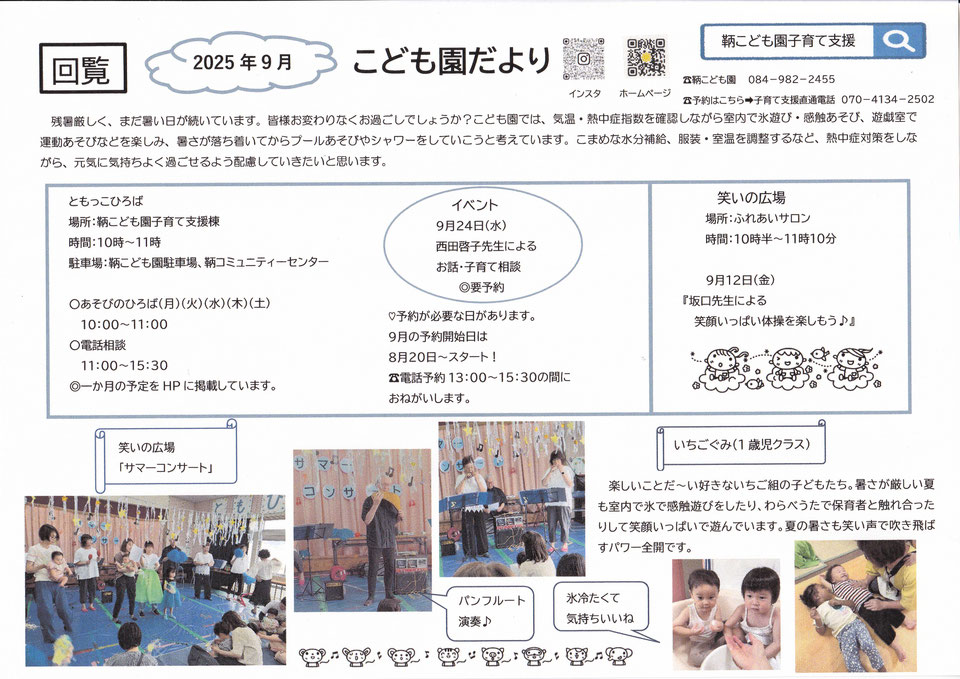 回覧
2025年9月
こども園だより
インスタ
ホームページ
鞆こども園子育て支援
☎鞆こども園 084-982-2455
☎予約はこちら➡子育て支援直通電話 070-4134-2502
残暑厳しく、まだ暑い日が続いています。皆様お変わりなくお過ごしでしょうか？こども園では、気温・熱中症指数を確認しながら室内で氷遊び・感触あそび、遊戯室で
運動あそびなどを楽しみ、暑さが落ち着いてからプールあそびやシャワーをしていこうと考えています。こまめな水分補給、服装・室温を調整するなど、熱中症対策をしな
がら、元気に気持ちよく過ごせるよう配慮していきたいと思います。
ともっこひろば
場所：鞆こども園子育て支援棟
時間：10時～11時
駐車場：鞆こども園駐車場、鞆コミュニティーセンター
〇あそびのひろば(月)(火)(水)(木)(土)
10：00～11：00
〇電話相談
11：00～15：30
◎一か月の予定をHPに掲載しています。
イベント
9月24日(水)
西田啓子先生による
お話・子育て相談
◎要予約
♡予約が必要な日があります。
9月の予約開始日は
8月20日～スタート！
☎電話予約13：00～15：30の間に
おねがいします。
笑いの広場
場所：ふれあいサロン
時間：10時半～11時10分
9月12日(金)
『坂口先生による
笑顔いっぱい体操を楽しもう♪』
笑いの広場
「サマーコンサート」
サマー
コンサート
パンフルート
演奏♪
いちごぐみ(1歳児クラス)
楽しいことだ～い好きないちご組の子どもたち。暑さが厳しい夏
も室内で氷で感触遊びをしたり、わらべうたで保育者と触れ合った
りして笑顔いっぱいで遊んでいます。夏の暑さも笑い声で吹き飛ば
すパワー全開です。
氷冷たくて
気持ちいいね